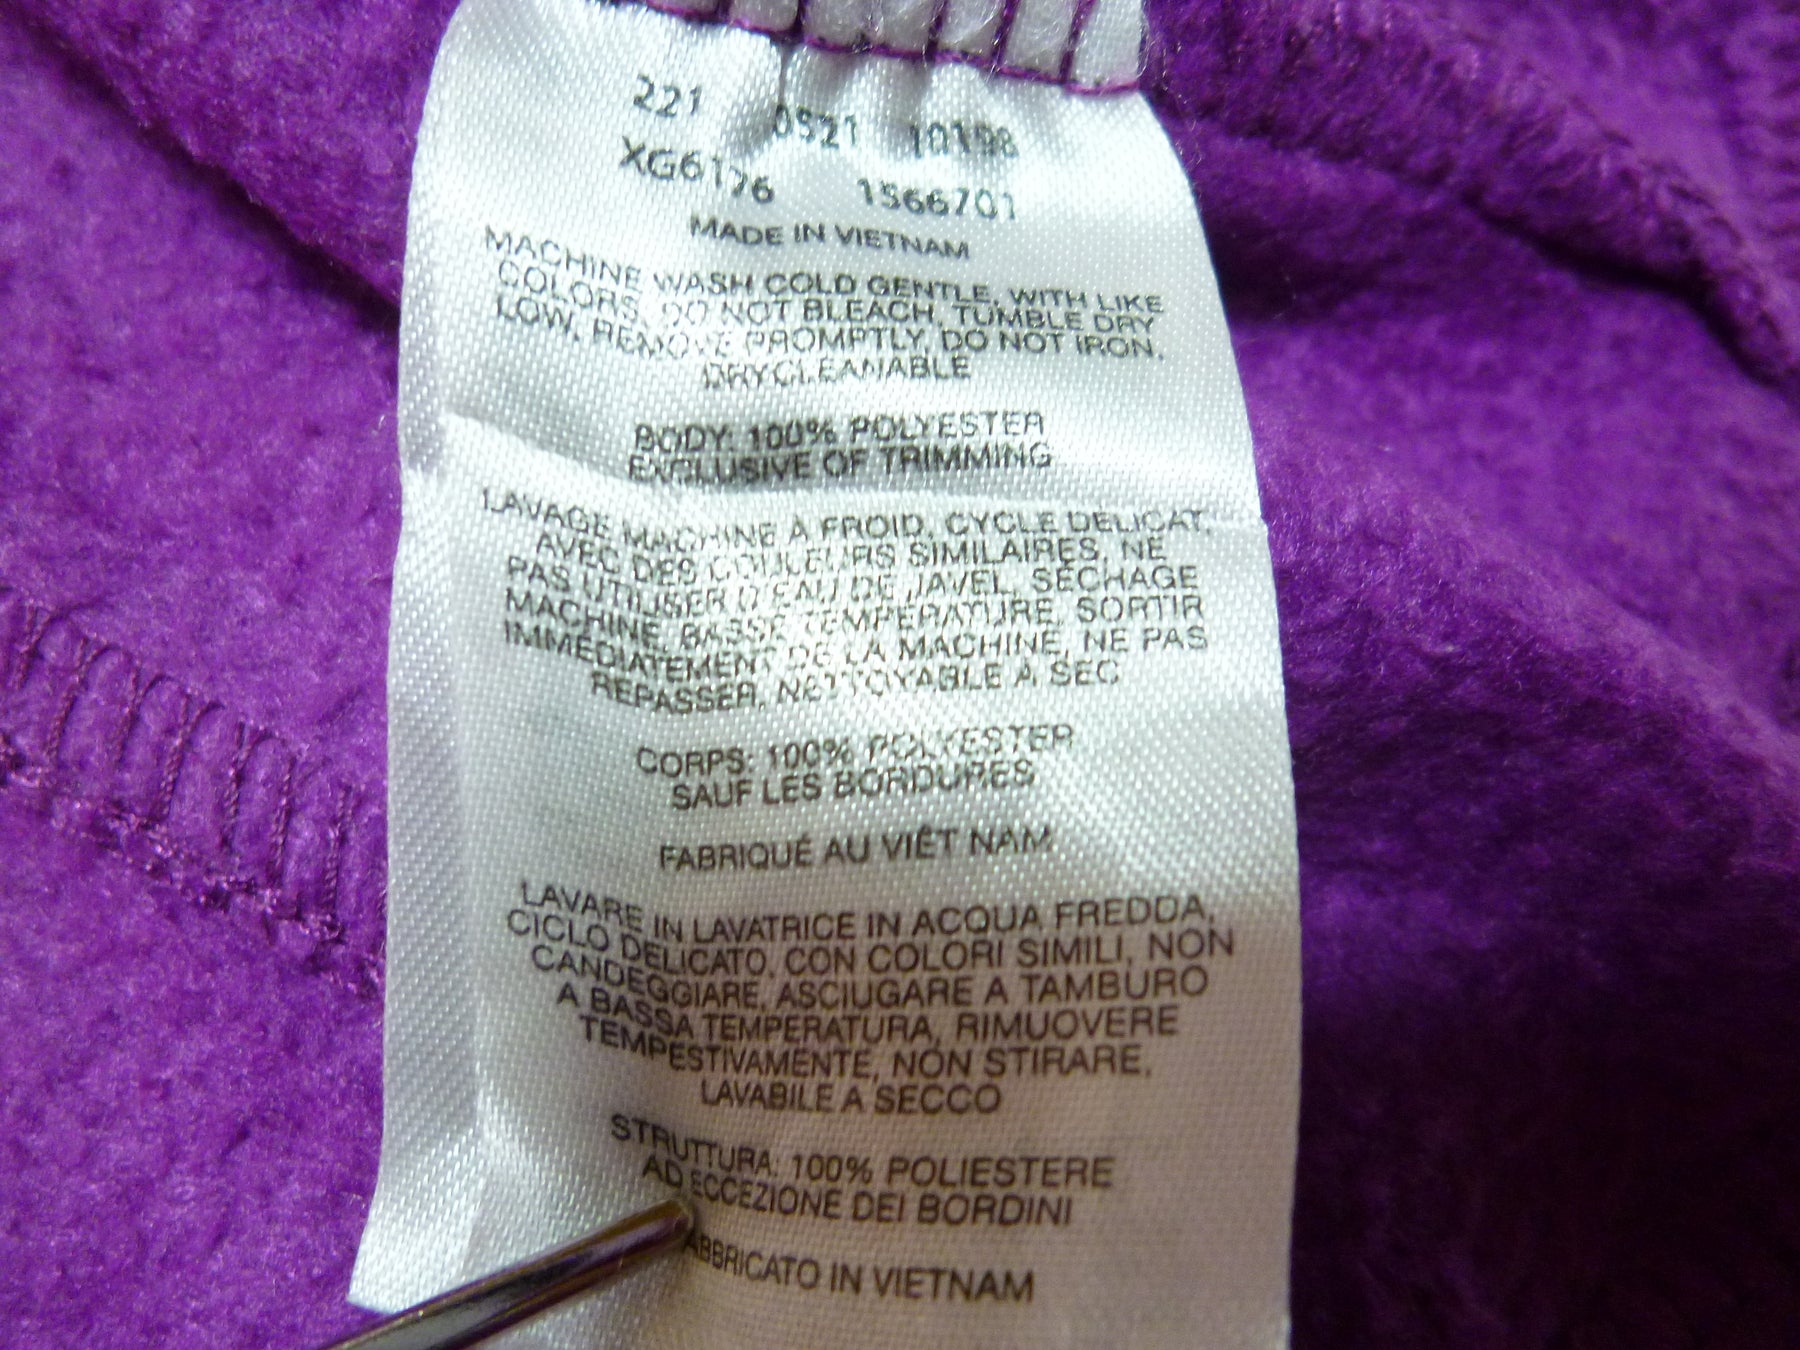 221 0521 10198
XG6176 1566701
MADE IN VIETNAM
MACHINE WASH COLD GENTLE, WITH LIKE
COLORS, DO NOT BLEACH, TUMBLE DRY
LOW, REMOVE PROMPTLY, DO NOT IRON,
DRYCLEANABLE
BODY: 100% POLYESTER
EXCLUSIVE OF TRIMMING
LAVAGE MACHINE À FROID, CYCLE DÉLICAT,
AVEC DES COULEURS SIMILAIRES, NE
PAS UTILISER D'EAU DE JAVEL, SÉCHAGE
MACHINE, BASSE TEMPÉRATURE, SORTIR
IMMÉDIATEMENT DE LA MACHINE, NE PAS
REPASSER, NETTOYABLE À SEC
CORPS: 100% POLYESTER
SAUF LES BORDURES
FABRIQUÉ AU VIÊT NAM
LAVARE IN LAVATRICE IN ACQUA FREDDA,
CICLO DELICATO, CON COLORI SIMILI, NON
CANDEGGIARE, ASCIUGARE A TAMBURO
A BASSA TEMPERATURA, RIMUOVERE
TEMPESTIVAMENTE, NON STIRARE,
LAVABILE A SECCO
STRUTTURA: 100% POLIESTERE
AD ECCEZIONE DEI BORDINI
ABBRICATO IN VIETNAM